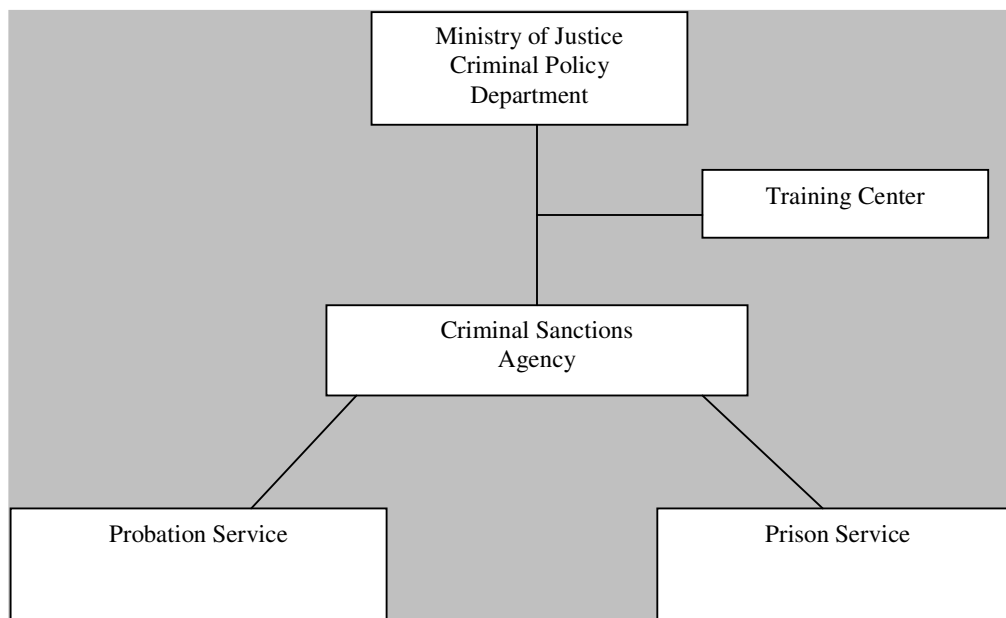 Ministry of Justice
Criminal Policy
Department
Training Center
Criminal Sanctions
Agency
Probation Service
Prison Service